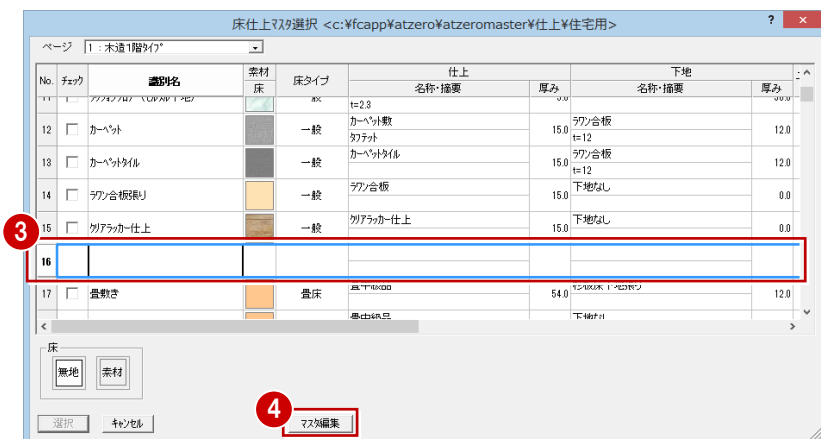 床仕上マスタ選択 <c:¥fcapp¥atzero¥atzeromaster¥仕上¥住宅用>
? ×
ページ 1:木造1階タイプ
No. チェック 識別名 素材 床タイプ 仕上 下地
床 名称・摘要 厚み 名称・摘要 厚み
t=2.3
12 カーペット 一般 カーペット敷 15.0 ラワン合板 12.0
タフテット t=12
13 カーペットタイル 一般 カーペットタイル 15.0 ラワン合板 12.0
t=12
14 ラワン合板張り 一般 ラワン合板 15.0 下地なし 0.0
15 クリアラッカー仕上 一般 クリアラッカー仕上 15.0 下地なし 0.0
3
16
17 畳敷き 畳床 54.0 12.0
畳中級品 下地なし
床
無地 素材
4
選択 キャンセル マスタ編集